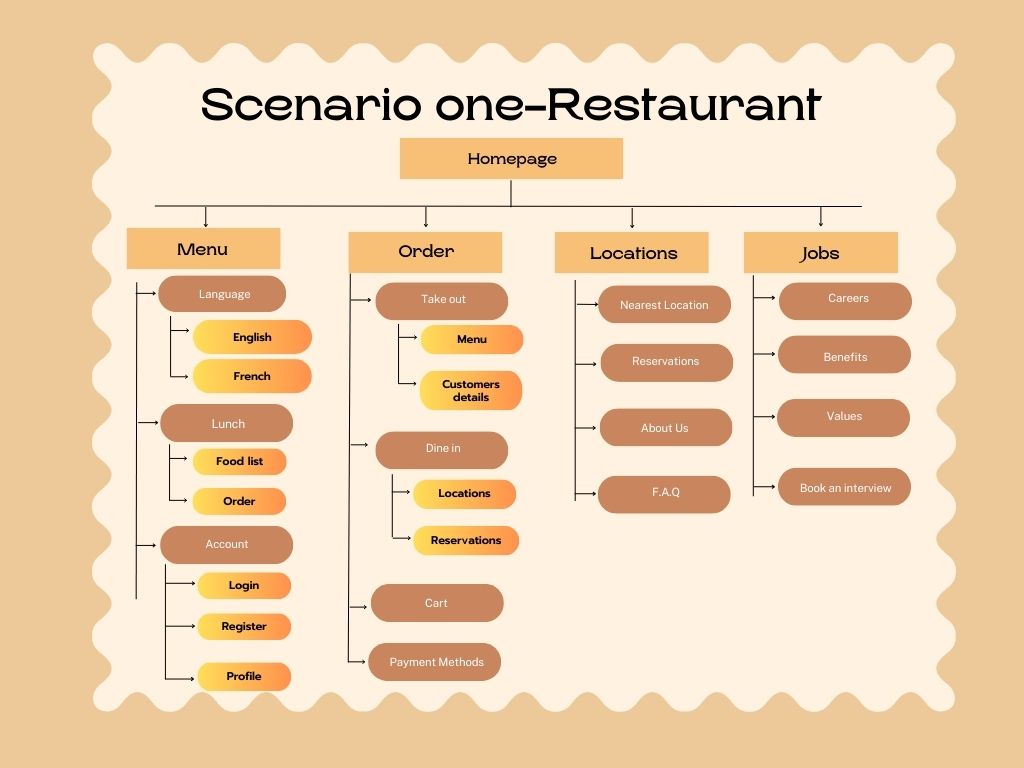 Scenario one-Restaurant
Homepage
Menu
Language
English
French
Lunch
Food list
Order
Account
Login
Register
Profile
Order
Take out
Menu
Customers
details
Dine in
Locations
Reservations
Cart
Payment Methods
Locations
Nearest Location
Reservations
About Us
F.A.Q
Jobs
Careers
Benefits
Values
Book an interview